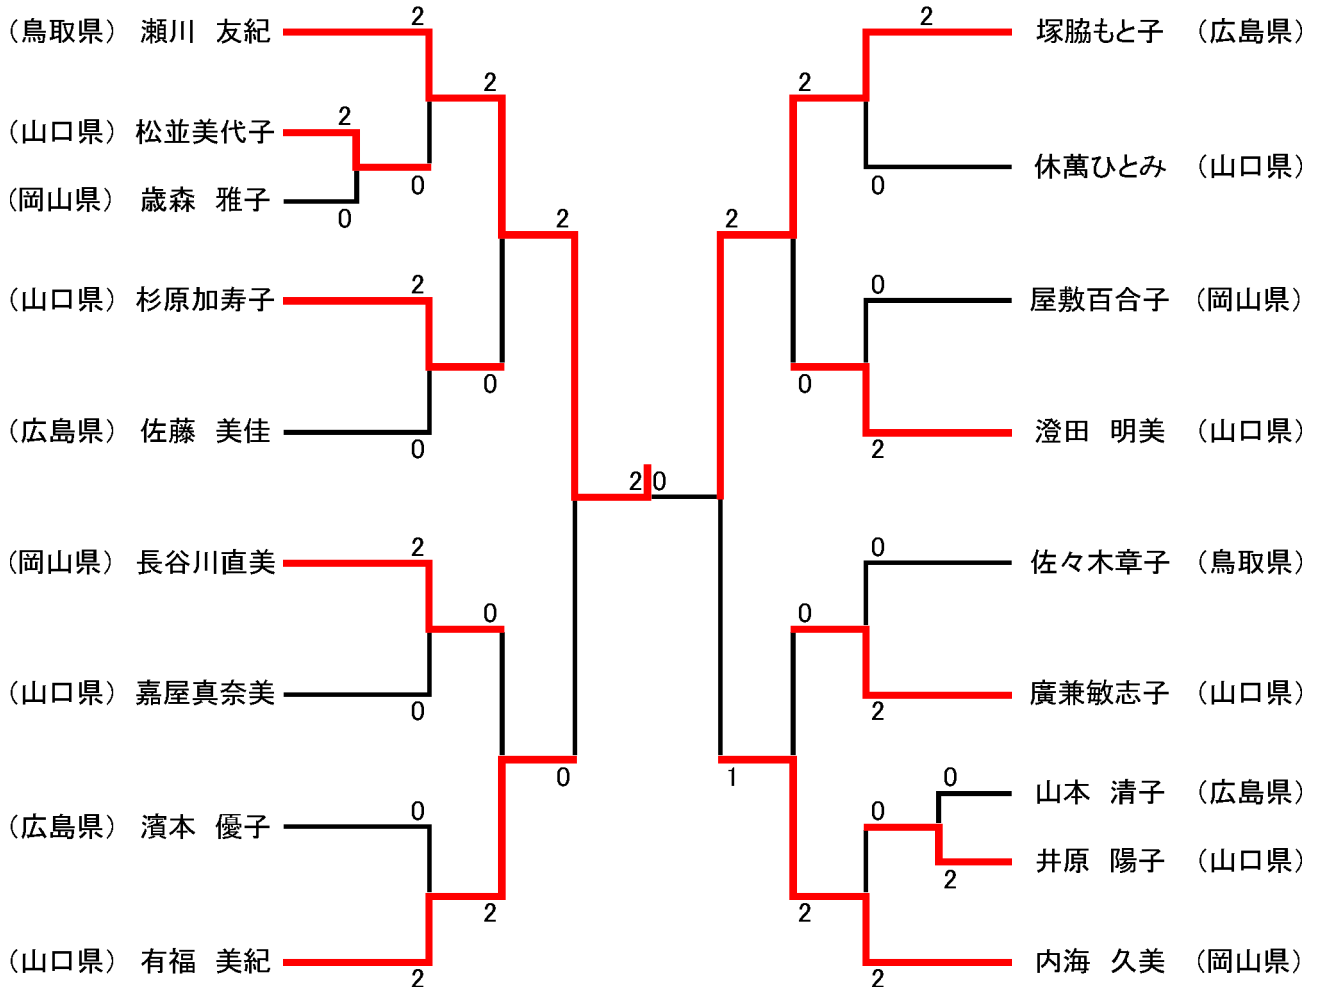 2
2
(鳥取県) 瀬川 友紀
塚脇もと子 (広島県)
2
2
2
(山口県) 松並美代子
休萬ひとみ (山口県)
0
0
(岡山県) 歳森 雅子
0
2
2
2
0
(山口県) 杉原加寿子
屋敷百合子 (岡山県)
0
0
(広島県) 佐藤 美佳
澄田 明美 (山口県)
0
2
2 0
2
0
(岡山県) 長谷川直美
佐々木章子 (鳥取県)
0
0
(山口県) 嘉屋真奈美
廣兼敏志子 (山口県)
0
2
0
1
0
山本 清子 (広島県)
0
0
(広島県) 濱本 優子
井原 陽子 (山口県)
2
2
2
(山口県) 有福 美紀
内海 久美 (岡山県)
2
2